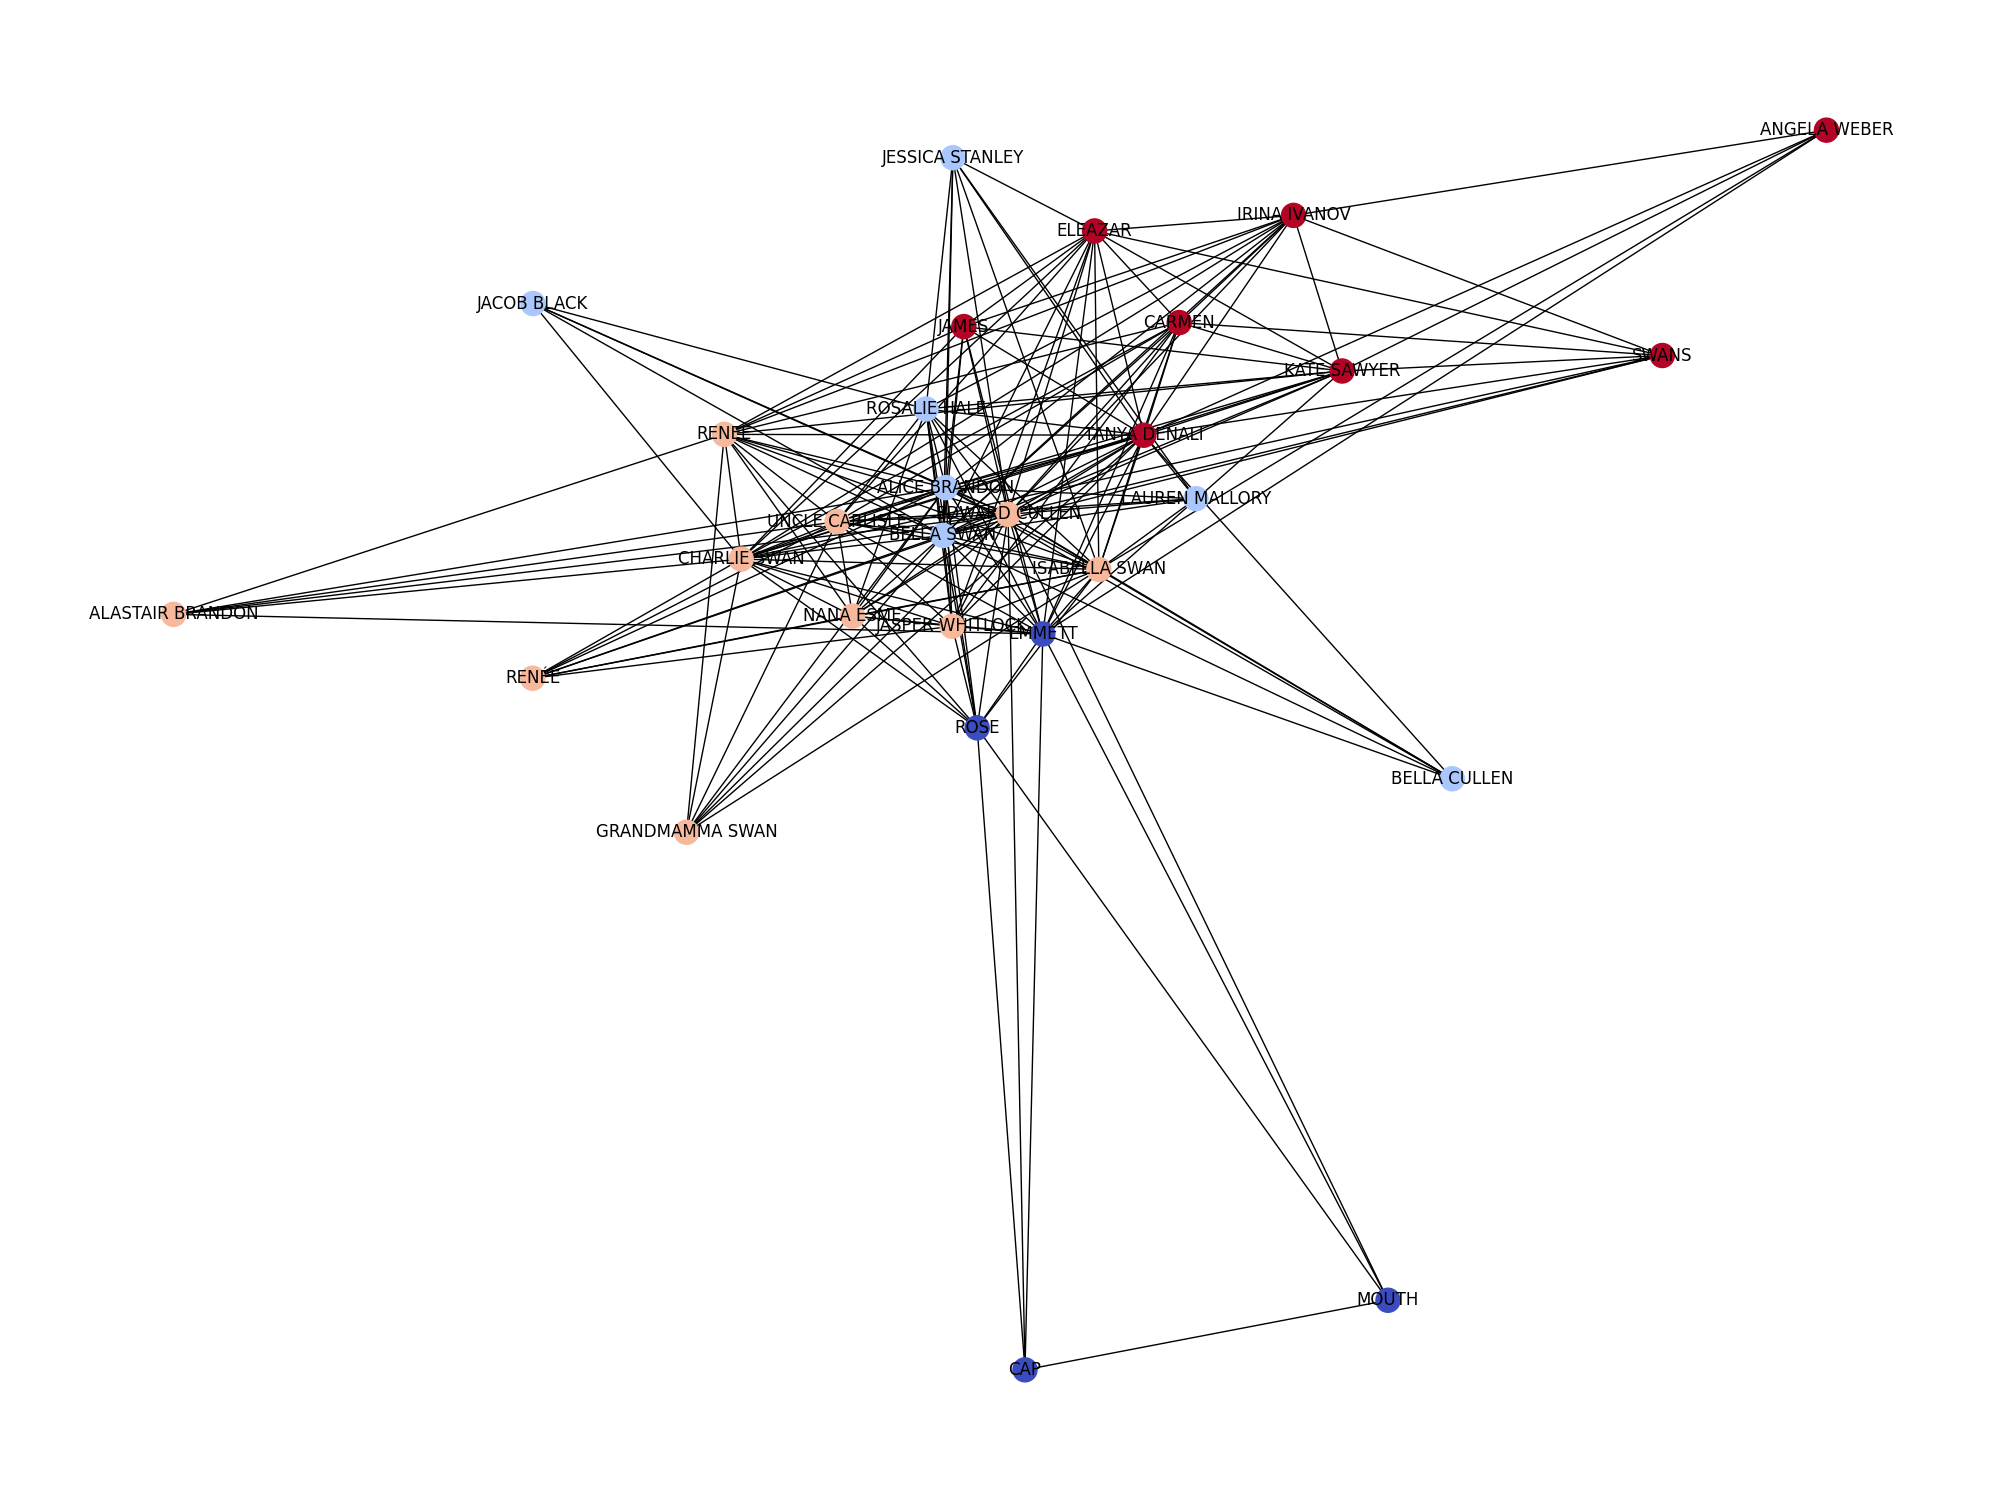 ANGELA WEBER
JESSICA STANLEY
IRINA IVANOV
ELEAZAR
JACOB BLACK
CARMEN
JAMES
SWANS
KATE SAWYER
ROSALIE HALE
RENEE
TANYA DENALI
ALICE BRANDON
LAUREN MALLORY
EDWARD CULLEN
UNCLE CARLISLE
BELLA SWAN
CHARLIE SWAN
ISABELLA SWAN
ALASTAIR BRANDON
NANA ESME
JASPER WHITLOCK
EMMETT
RENÉE
ROSE
BELLA CULLEN
GRANDMAMMA SWAN
MOUTH
CAP